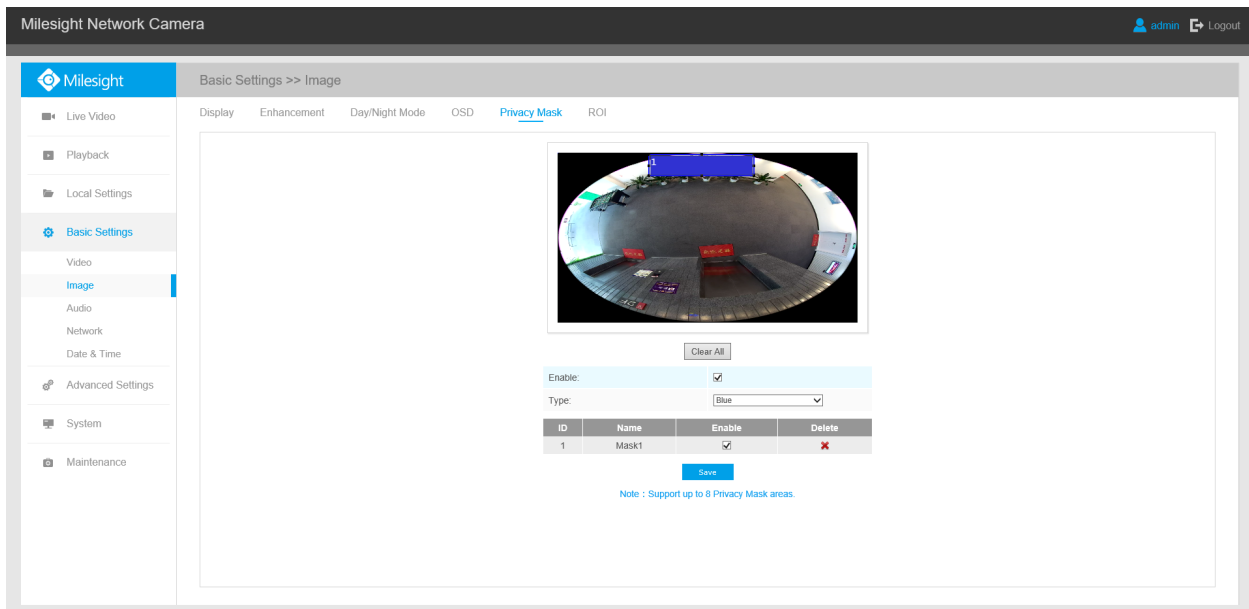 Milesight Network Camera
admin Logout
Milesight
Basic Settings >> Image
Live Video
Playback
Local Settings
Basic Settings
Video
Image
Audio
Network
Date & Time
Advanced Settings
System
Maintenance
Display Enhancement Day/Night Mode OSD Privacy Mask ROI
1
Clear All
Enable:
Type: Blue
ID Name Enable Delete
1 Mask1
Save
Note : Support up to 8 Privacy Mask areas.